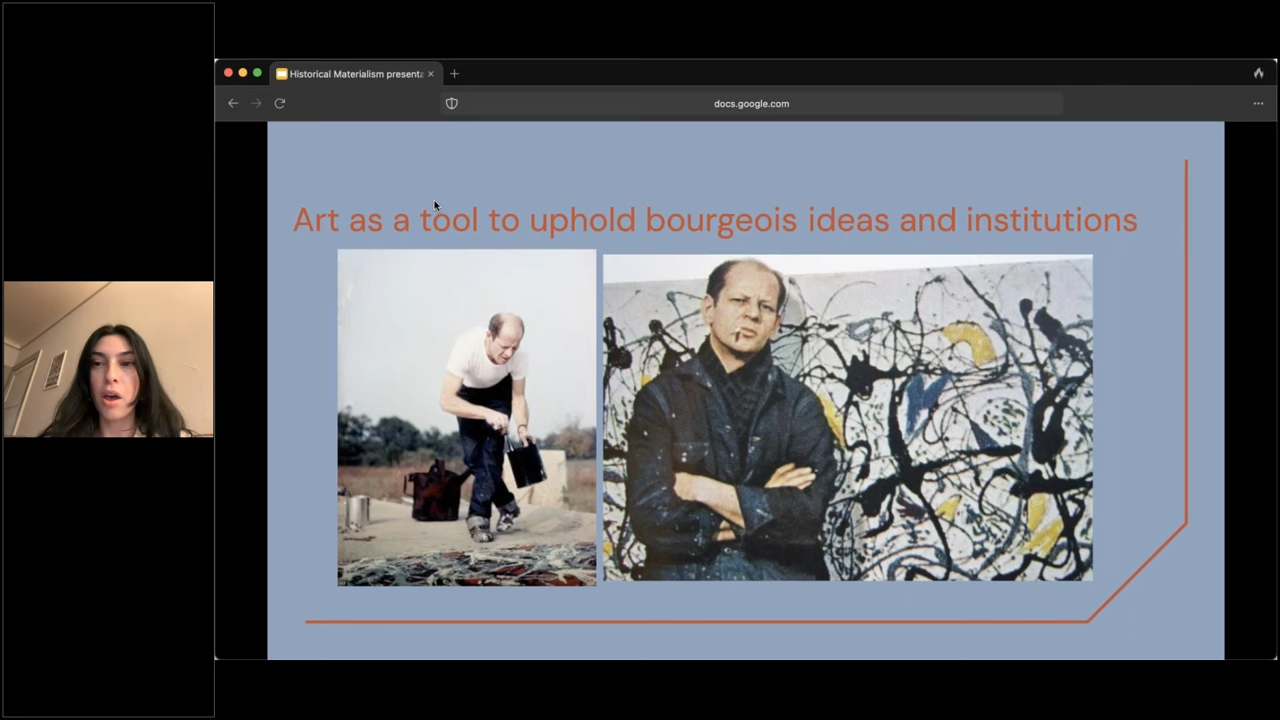 Historical Materialism present
docs.google.com
Art as a tool to uphold bourgeois ideas and institutions